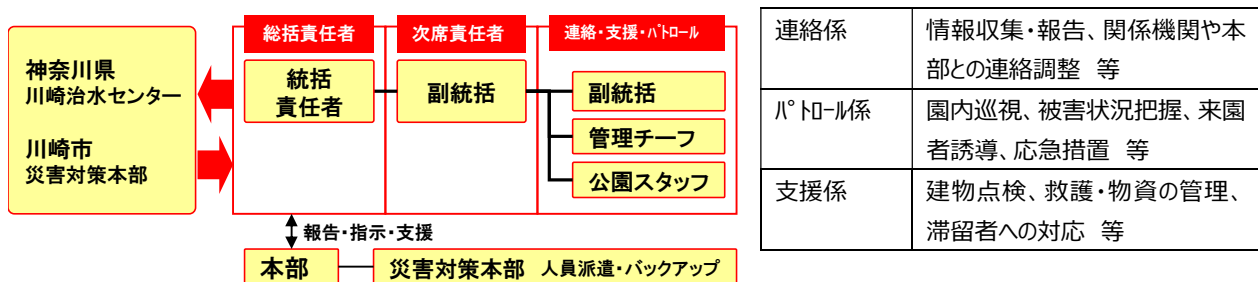 神奈川県
川崎治水センター
川崎市
災害対策本部
総括責任者
統括
責任者
次席責任者
副統括
連絡・支援・ﾊﾟﾄﾛｰﾙ
副統括
管理チーフ
公園スタッフ
報告・指示・支援
本部
災害対策本部 人員派遣・バックアップ
連絡係
情報収集・報告、関係機関や本
部との連絡調整 等
ﾊﾟﾄﾛｰﾙ係
園内巡視、被害状況把握、来園
者誘導、応急措置 等
支援係
建物点検、救護・物資の管理、
滞留者への対応 等